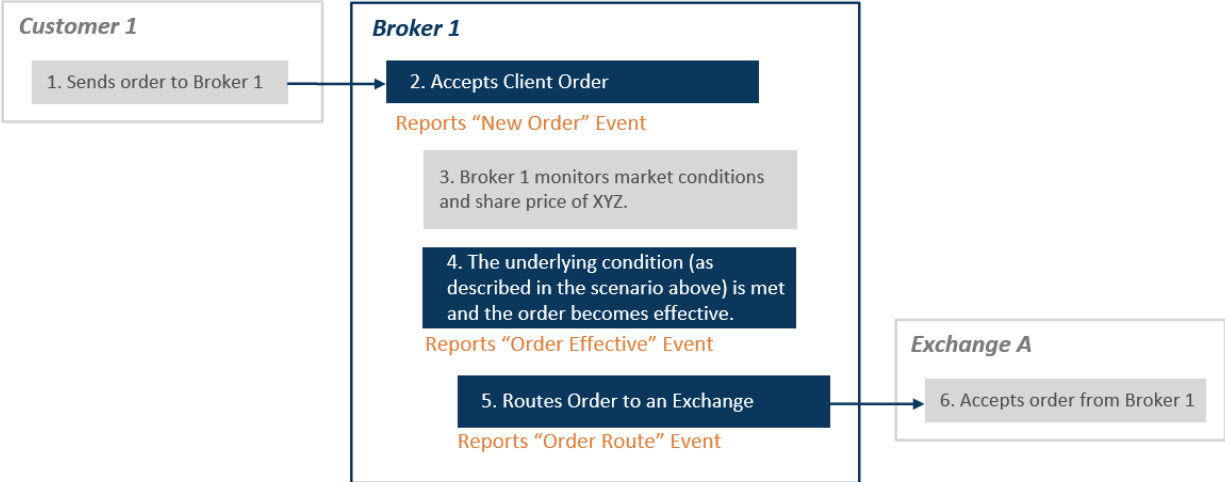 Customer 1
1. Sends order to Broker 1
Broker 1
2. Accepts Client Order
Reports “New Order” Event
3. Broker 1 monitors market conditions
and share price of XYZ.
4. The underlying condition (as
described in the scenario above) is met
and the order becomes effective.
Reports “Order Effective” Event
5. Routes Order to an Exchange
Reports “Order Route” Event
Exchange A
6. Accepts order from Broker 1